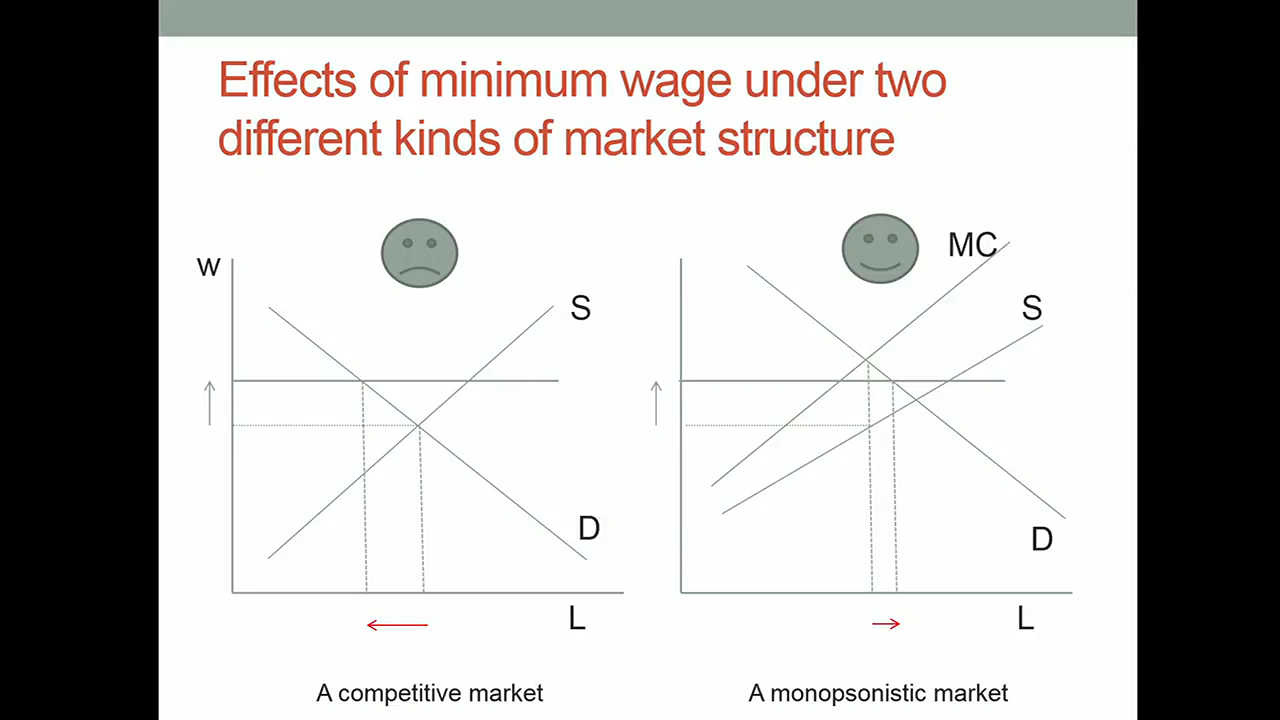 Effects of minimum wage under two
different kinds of market structure
w
S
D
L
MC
S
D
L
A competitive market
A monopsonistic market